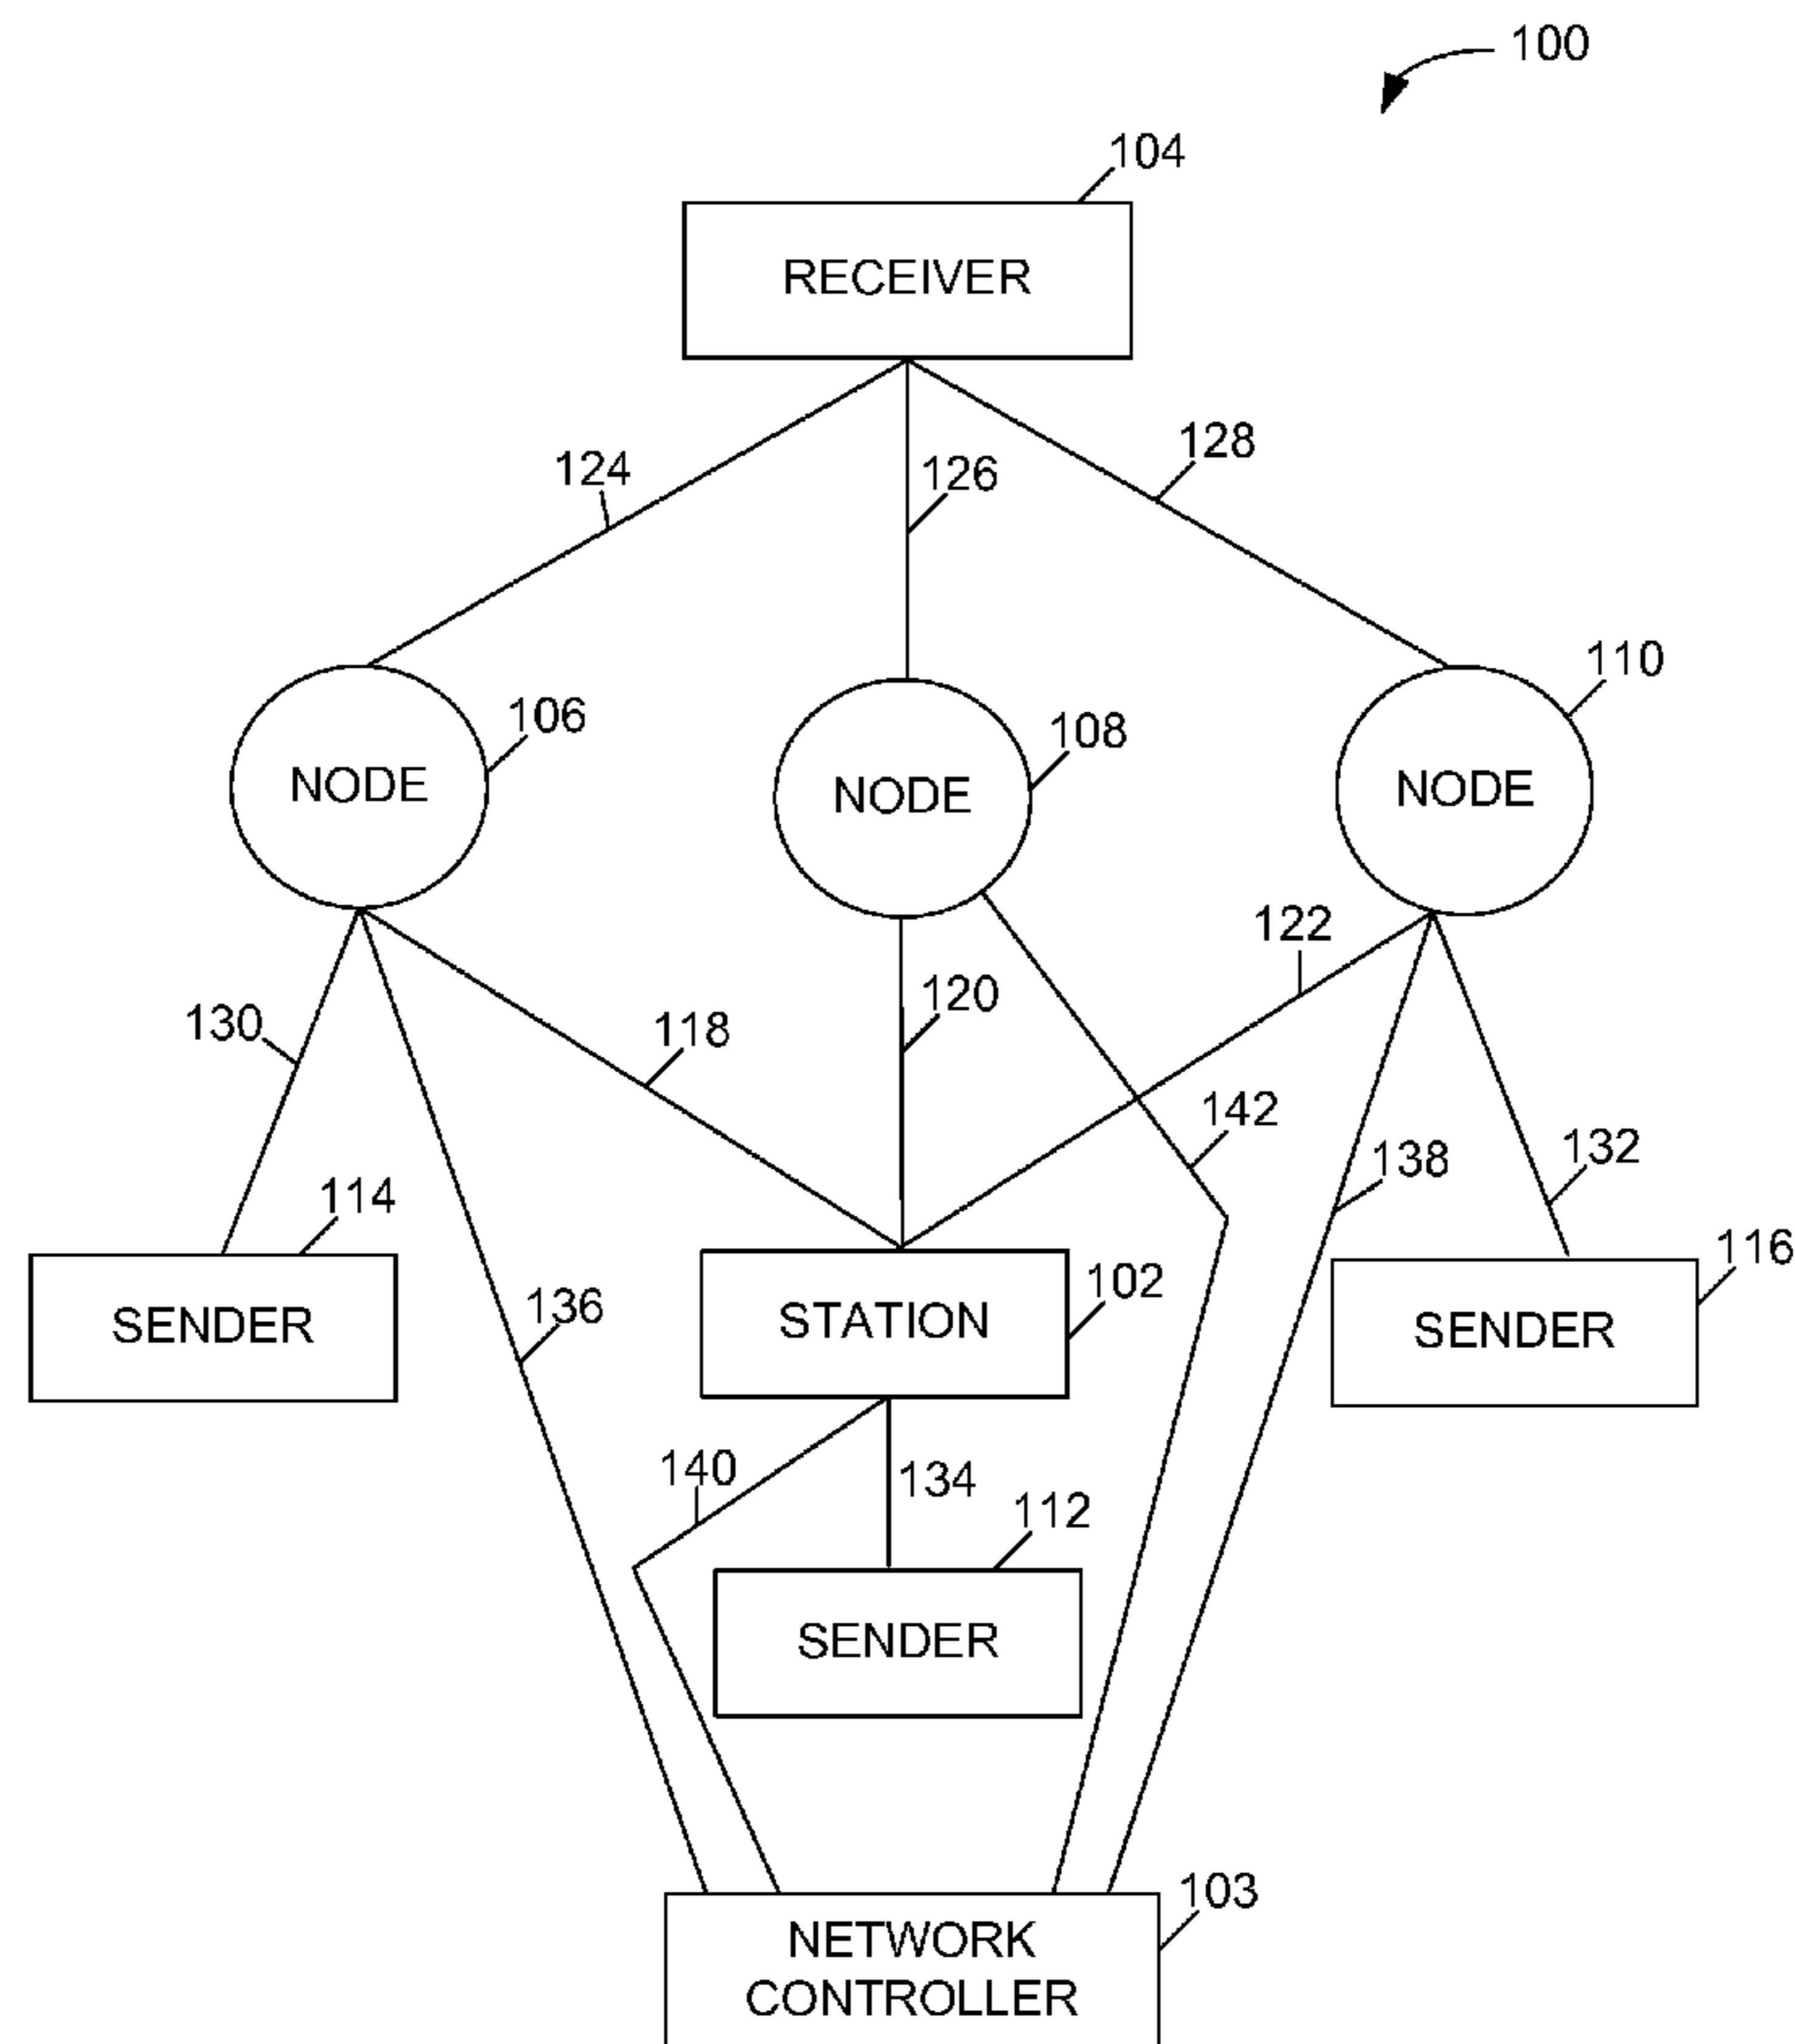 100
104
RECEIVER
124
126
128
106
108
110
NODE
NODE
NODE
130
118
120
122
142
138
132
114
136
102
116
SENDER
STATION
SENDER
140
134
112
SENDER
103
NETWORK
CONTROLLER